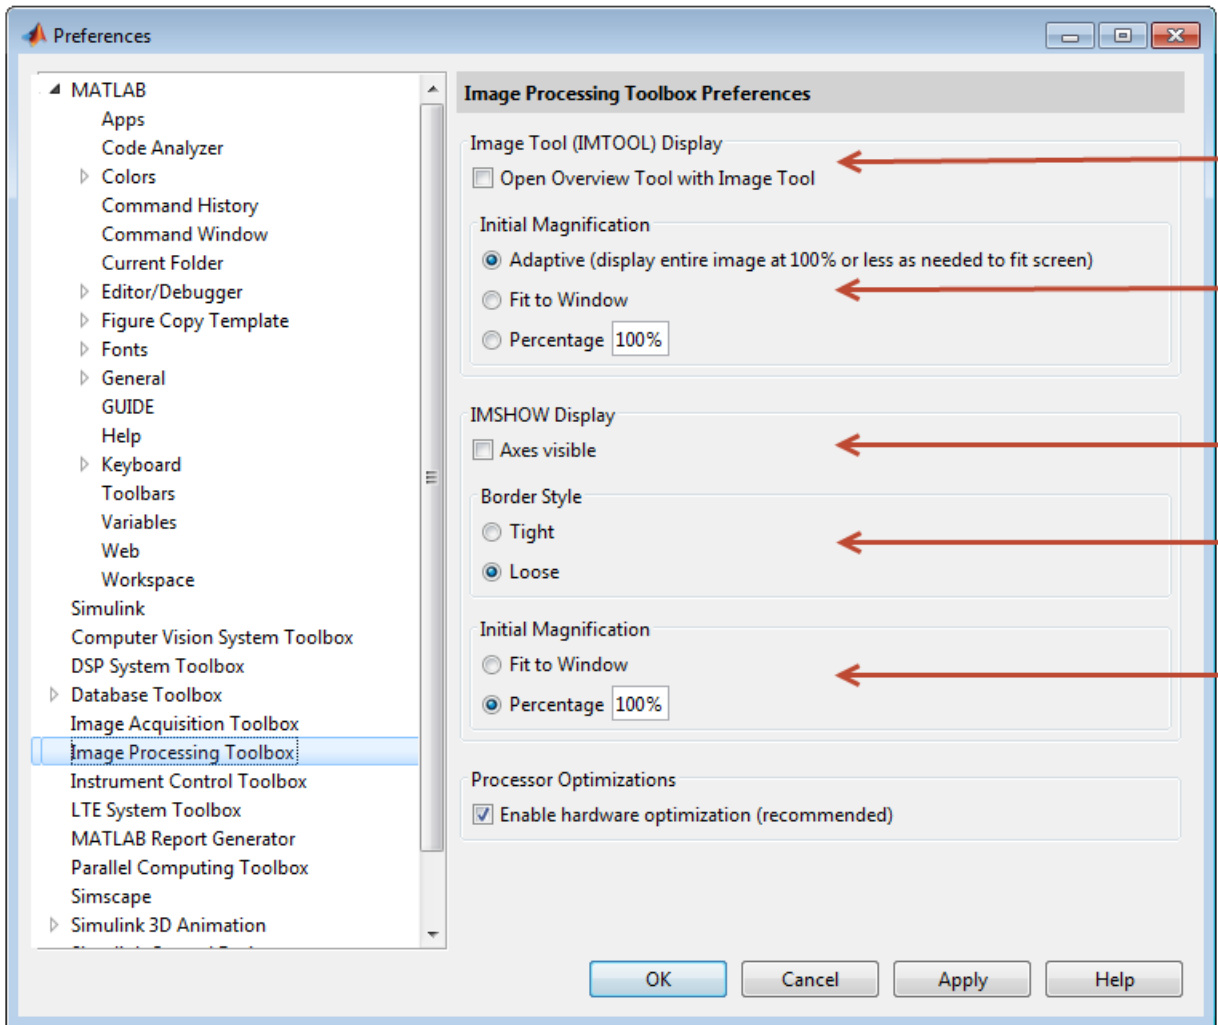 Preferences
MATLAB
Apps
Code Analyzer
Colors
Command History
Command Window
Current Folder
Editor/Debugger
Figure Copy Template
Fonts
General
GUIDE
Help
Keyboard
Toolbars
Variables
Web
Workspace
Simulink
Computer Vision System Toolbox
DSP System Toolbox
Database Toolbox
Image Acquisition Toolbox
Image Processing Toolbox
Instrument Control Toolbox
LTE System Toolbox
MATLAB Report Generator
Parallel Computing Toolbox
Simscape
Simulink 3D Animation
Image Processing Toolbox Preferences
Image Tool (IMTOOL) Display
Open Overview Tool with Image Tool
Initial Magnification
Adaptive (display entire image at 100% or less as needed to fit screen)
Fit to Window
Percentage 100%
IMSHOW Display
Axes visible
Border Style
Tight
Loose
Initial Magnification
Fit to Window
Percentage 100%
Processor Optimizations
Enable hardware optimization (recommended)
OK Cancel Apply Help